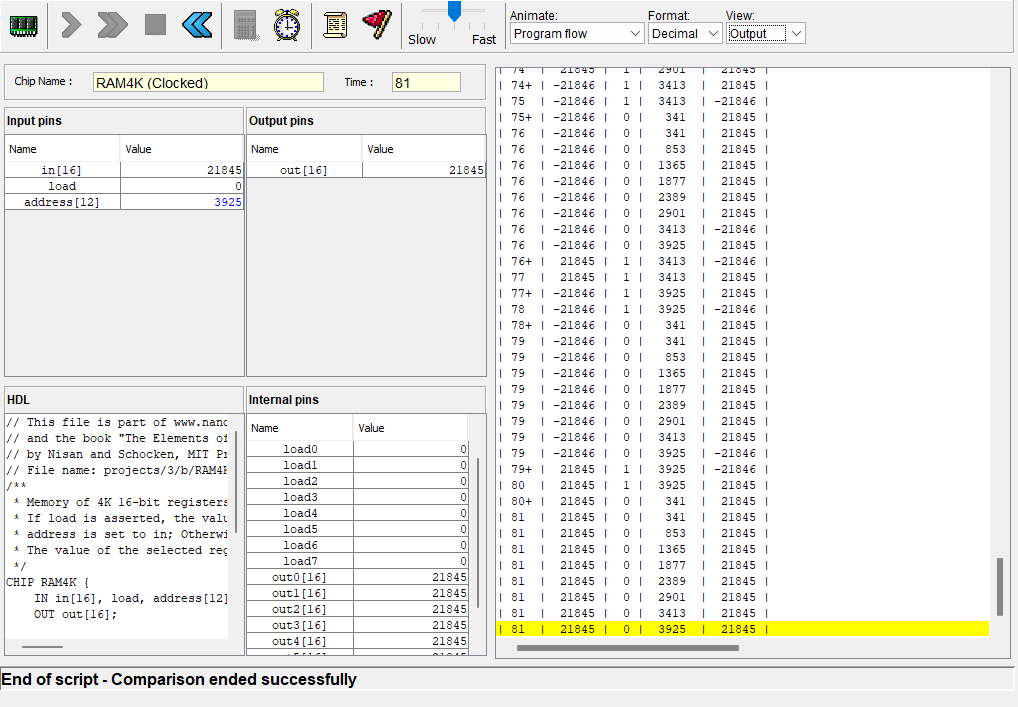 Animate: Format: View:
Slow Fast Program flow Decimal Output
Chip Name : RAM4K (Clocked) Time : 81
Input pins
Name Value
in[16] 21845
load 0
address[12] 3925
Output pins
Name Value
out[16] 21845
HDL
// This file is part of www.nand
// and the book "The Elements of
// by Nisan and Schocken, MIT Pr
// File name: projects/3/b/RAM4K
/**
* Memory of 4K 16-bit registers
* If load is asserted, the valu
* address is set to in; Otherwi
* The value of the selected reg
*/
CHIP RAM4K {
IN in[16], load, address[12]
OUT out[16];
Internal pins
Name Value
load0 0
load1 0
load2 0
load3 0
load4 0
load5 0
load6 0
load7 0
out0[16] 21845
out1[16] 21845
out2[16] 21845
out3[16] 21845
out4[16] 21845
| 74 | 21845 | 1 | 2901 | 21845 |
| 74+ | -21846 | 1 | 3413 | 21845 |
| 75 | -21846 | 1 | 3413 | -21846 |
| 75+ | -21846 | 0 | 341 | 21845 |
| 76 | -21846 | 0 | 341 | 21845 |
| 76 | -21846 | 0 | 853 | 21845 |
| 76 | -21846 | 0 | 1365 | 21845 |
| 76 | -21846 | 0 | 1877 | 21845 |
| 76 | -21846 | 0 | 2389 | 21845 |
| 76 | -21846 | 0 | 2901 | 21845 |
| 76 | -21846 | 0 | 3413 | -21846 |
| 76 | -21846 | 0 | 3925 | 21845 |
| 76+ | 21845 | 1 | 3413 | -21846 |
| 77 | 21845 | 1 | 3413 | 21845 |
| 77+ | -21846 | 1 | 3925 | 21845 |
| 78 | -21846 | 1 | 3925 | -21846 |
| 78+ | -21846 | 0 | 341 | 21845 |
| 79 | -21846 | 0 | 341 | 21845 |
| 79 | -21846 | 0 | 853 | 21845 |
| 79 | -21846 | 0 | 1365 | 21845 |
| 79 | -21846 | 0 | 1877 | 21845 |
| 79 | -21846 | 0 | 2389 | 21845 |
| 79 | -21846 | 0 | 2901 | 21845 |
| 79 | -21846 | 0 | 3413 | 21845 |
| 79 | -21846 | 0 | 3925 | -21846 |
| 79+ | 21845 | 1 | 3925 | -21846 |
| 80 | 21845 | 1 | 3925 | 21845 |
| 80+ | 21845 | 0 | 341 | 21845 |
| 81 | 21845 | 0 | 341 | 21845 |
| 81 | 21845 | 0 | 853 | 21845 |
| 81 | 21845 | 0 | 1365 | 21845 |
| 81 | 21845 | 0 | 1877 | 21845 |
| 81 | 21845 | 0 | 2389 | 21845 |
| 81 | 21845 | 0 | 2901 | 21845 |
| 81 | 21845 | 0 | 3413 | 21845 |
| 81 | 21845 | 0 | 3925 | 21845 |
End of script - Comparison ended successfully